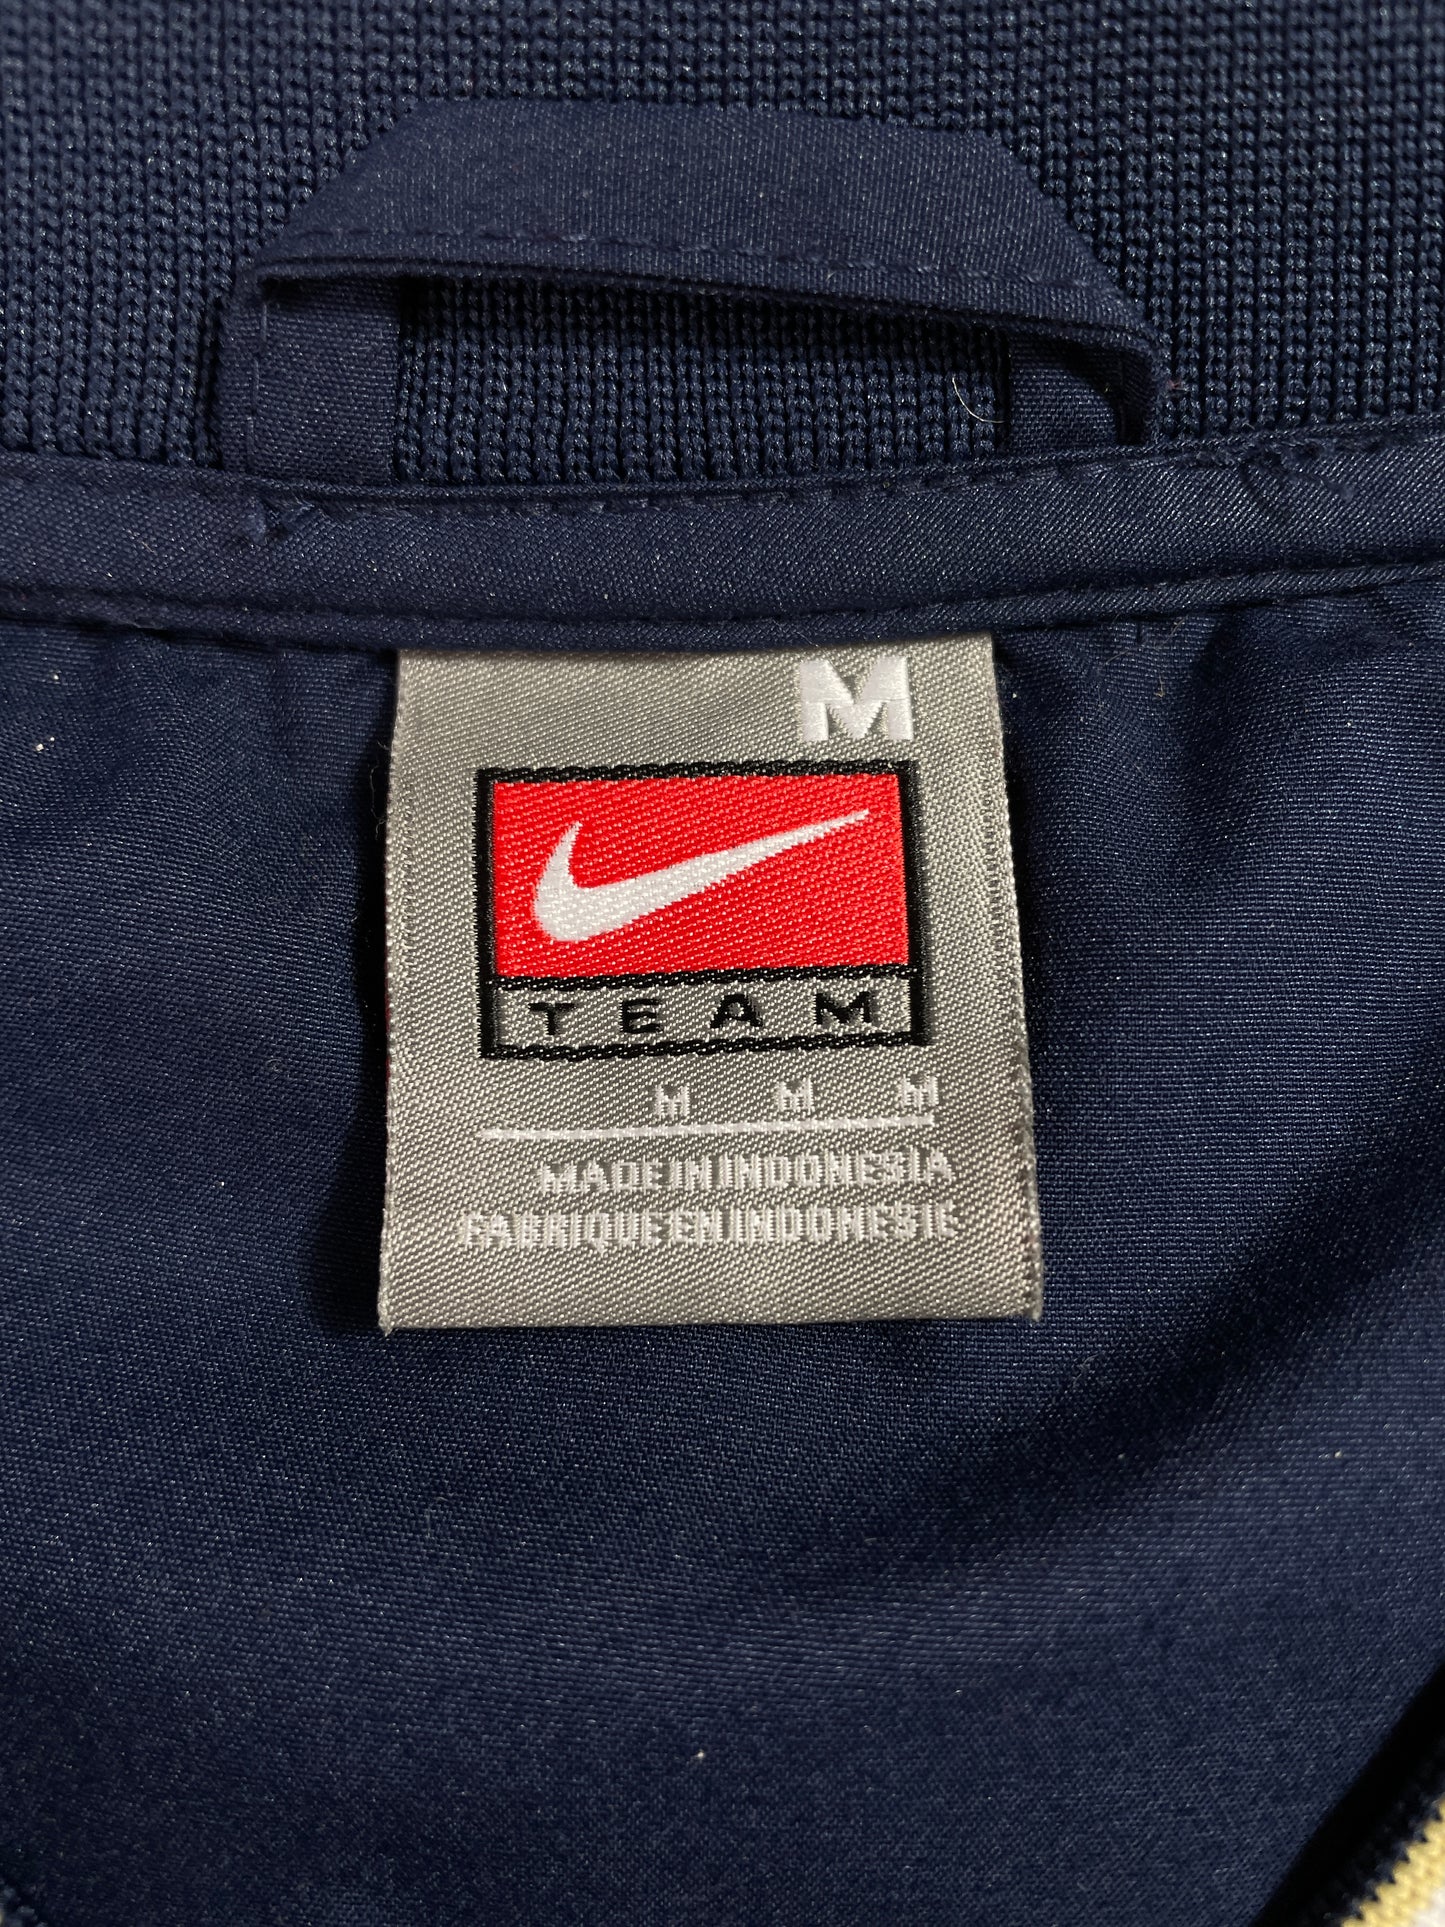 M
TEAM
M M M
MADE IN INDONESIA
FABRIQUE EN INDONESIE